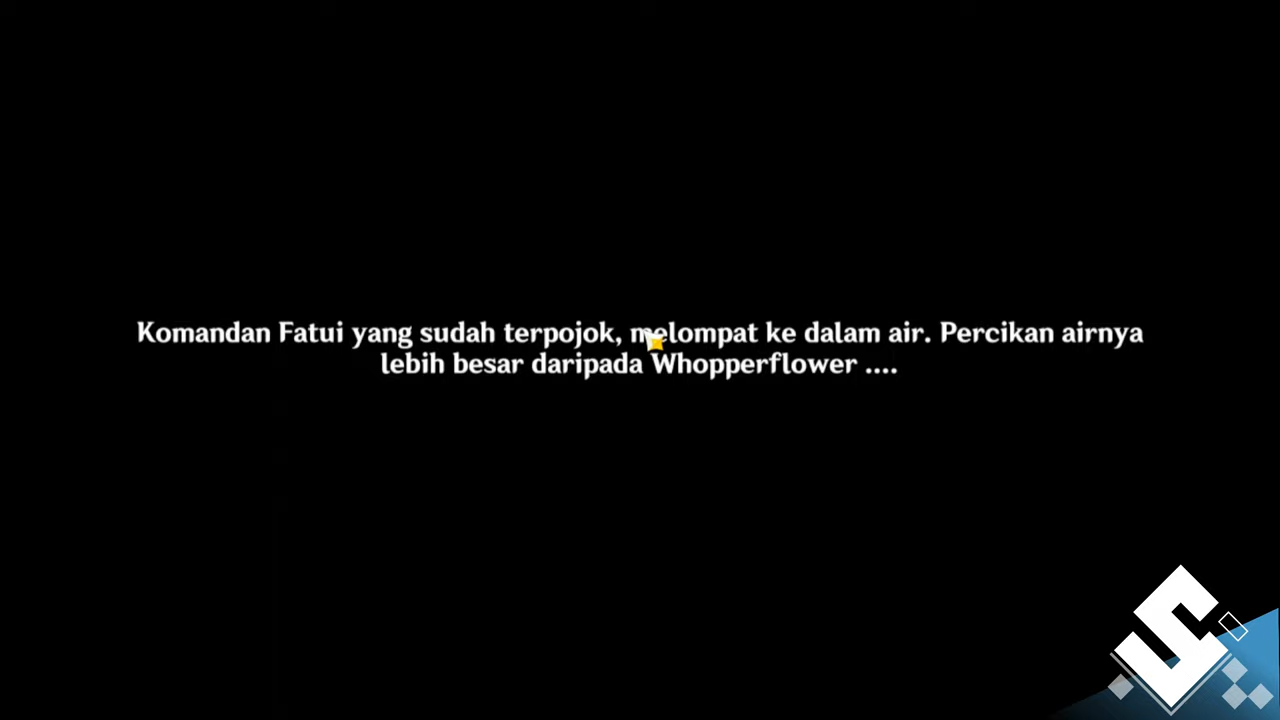 Komandan Fatui yang sudah terpojok, melompat ke dalam air. Percikan airnya
lebih besar daripada Whopperflower ....